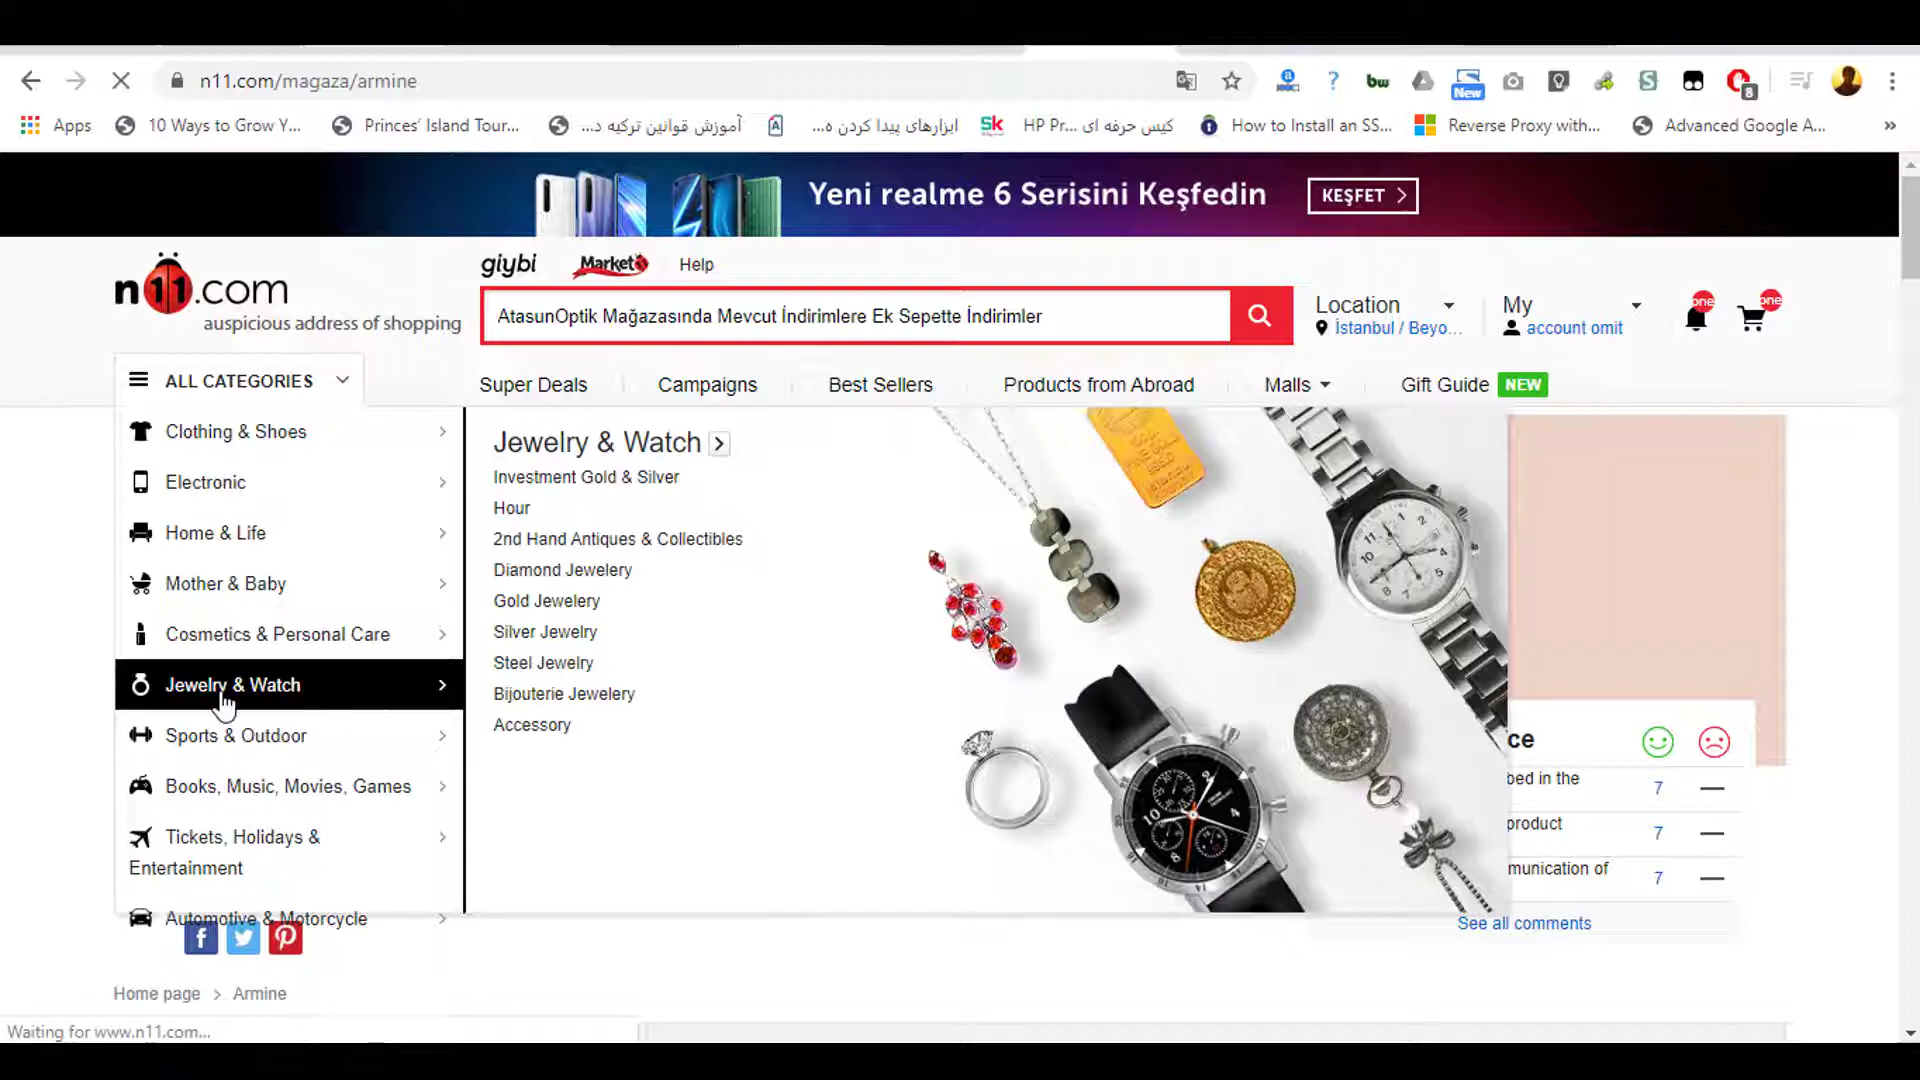 n11.com/magaza/armine
New
8
Apps
10 Ways to Grow Y...
Princes' Island Tour...
آموزش قوانین ترکیه د...
ابزارهای پیدا کردن ه...
Sk
کیس حرفه ای HP Pr...
How to Install an SS...
Reverse Proxy with...
Advanced Google A...
»
Yeni realme 6 Serisini Keşfedin
KEŞFET
giybi
Market
Help
n11.com
auspicious address of shopping
AtasunOptik Mağazasında Mevcut İndirimlere Ek Sepette İndirimler
Location
İstanbul / Beyo...
My
account omit
one
one
ALL CATEGORIES
Super Deals
Campaigns
Best Sellers
Products from Abroad
Malls
Gift Guide NEW
Clothing & Shoes
Electronic
Home & Life
Mother & Baby
Cosmetics & Personal Care
Jewelry & Watch
Sports & Outdoor
Books, Music, Movies, Games
Tickets, Holidays &
Entertainment
Automotive & Motorcycle
Jewelry & Watch
Investment Gold & Silver
Hour
2nd Hand Antiques & Collectibles
Diamond Jewelery
Gold Jewelery
Silver Jewelry
Steel Jewelry
Bijouterie Jewelery
Accessory
ce
bed in the
7
product
7
munication of
7
See all comments
Home page > Armine
Waiting for www.n11.com...